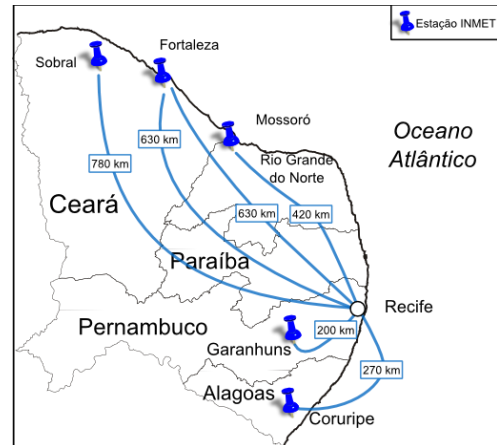 Estação INMET
Fortaleza
Sobral
Mossoró
Oceano
Atlântico
630 km
780 km
Rio Grande
do Norte
Ceará
630 km
420 km
Paraíba
Recife
Pernambuco
200 km
Garanhuns
270 km
Alagoas
Coruripe